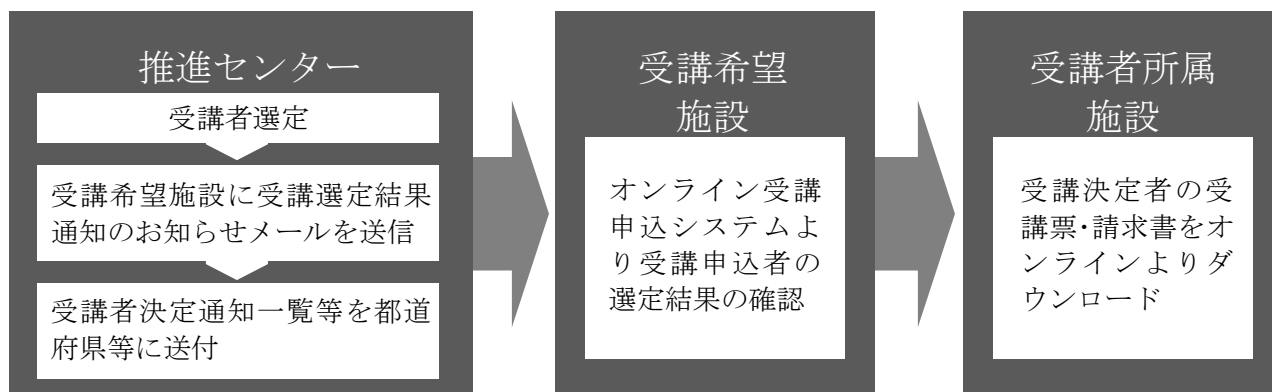 推進センター
受講者選定
受講希望施設に受講選定結果
通知のお知らせメールを送信
受講者決定通知一覧等を都道
府県等に送付
受講希望
施設
オンライン受講
申込システムよ
り受講申込者の
選定結果の確認
受講者所属
施設
受講決定者の受
講票・請求書をオ
ンラインよりダ
ウンロード